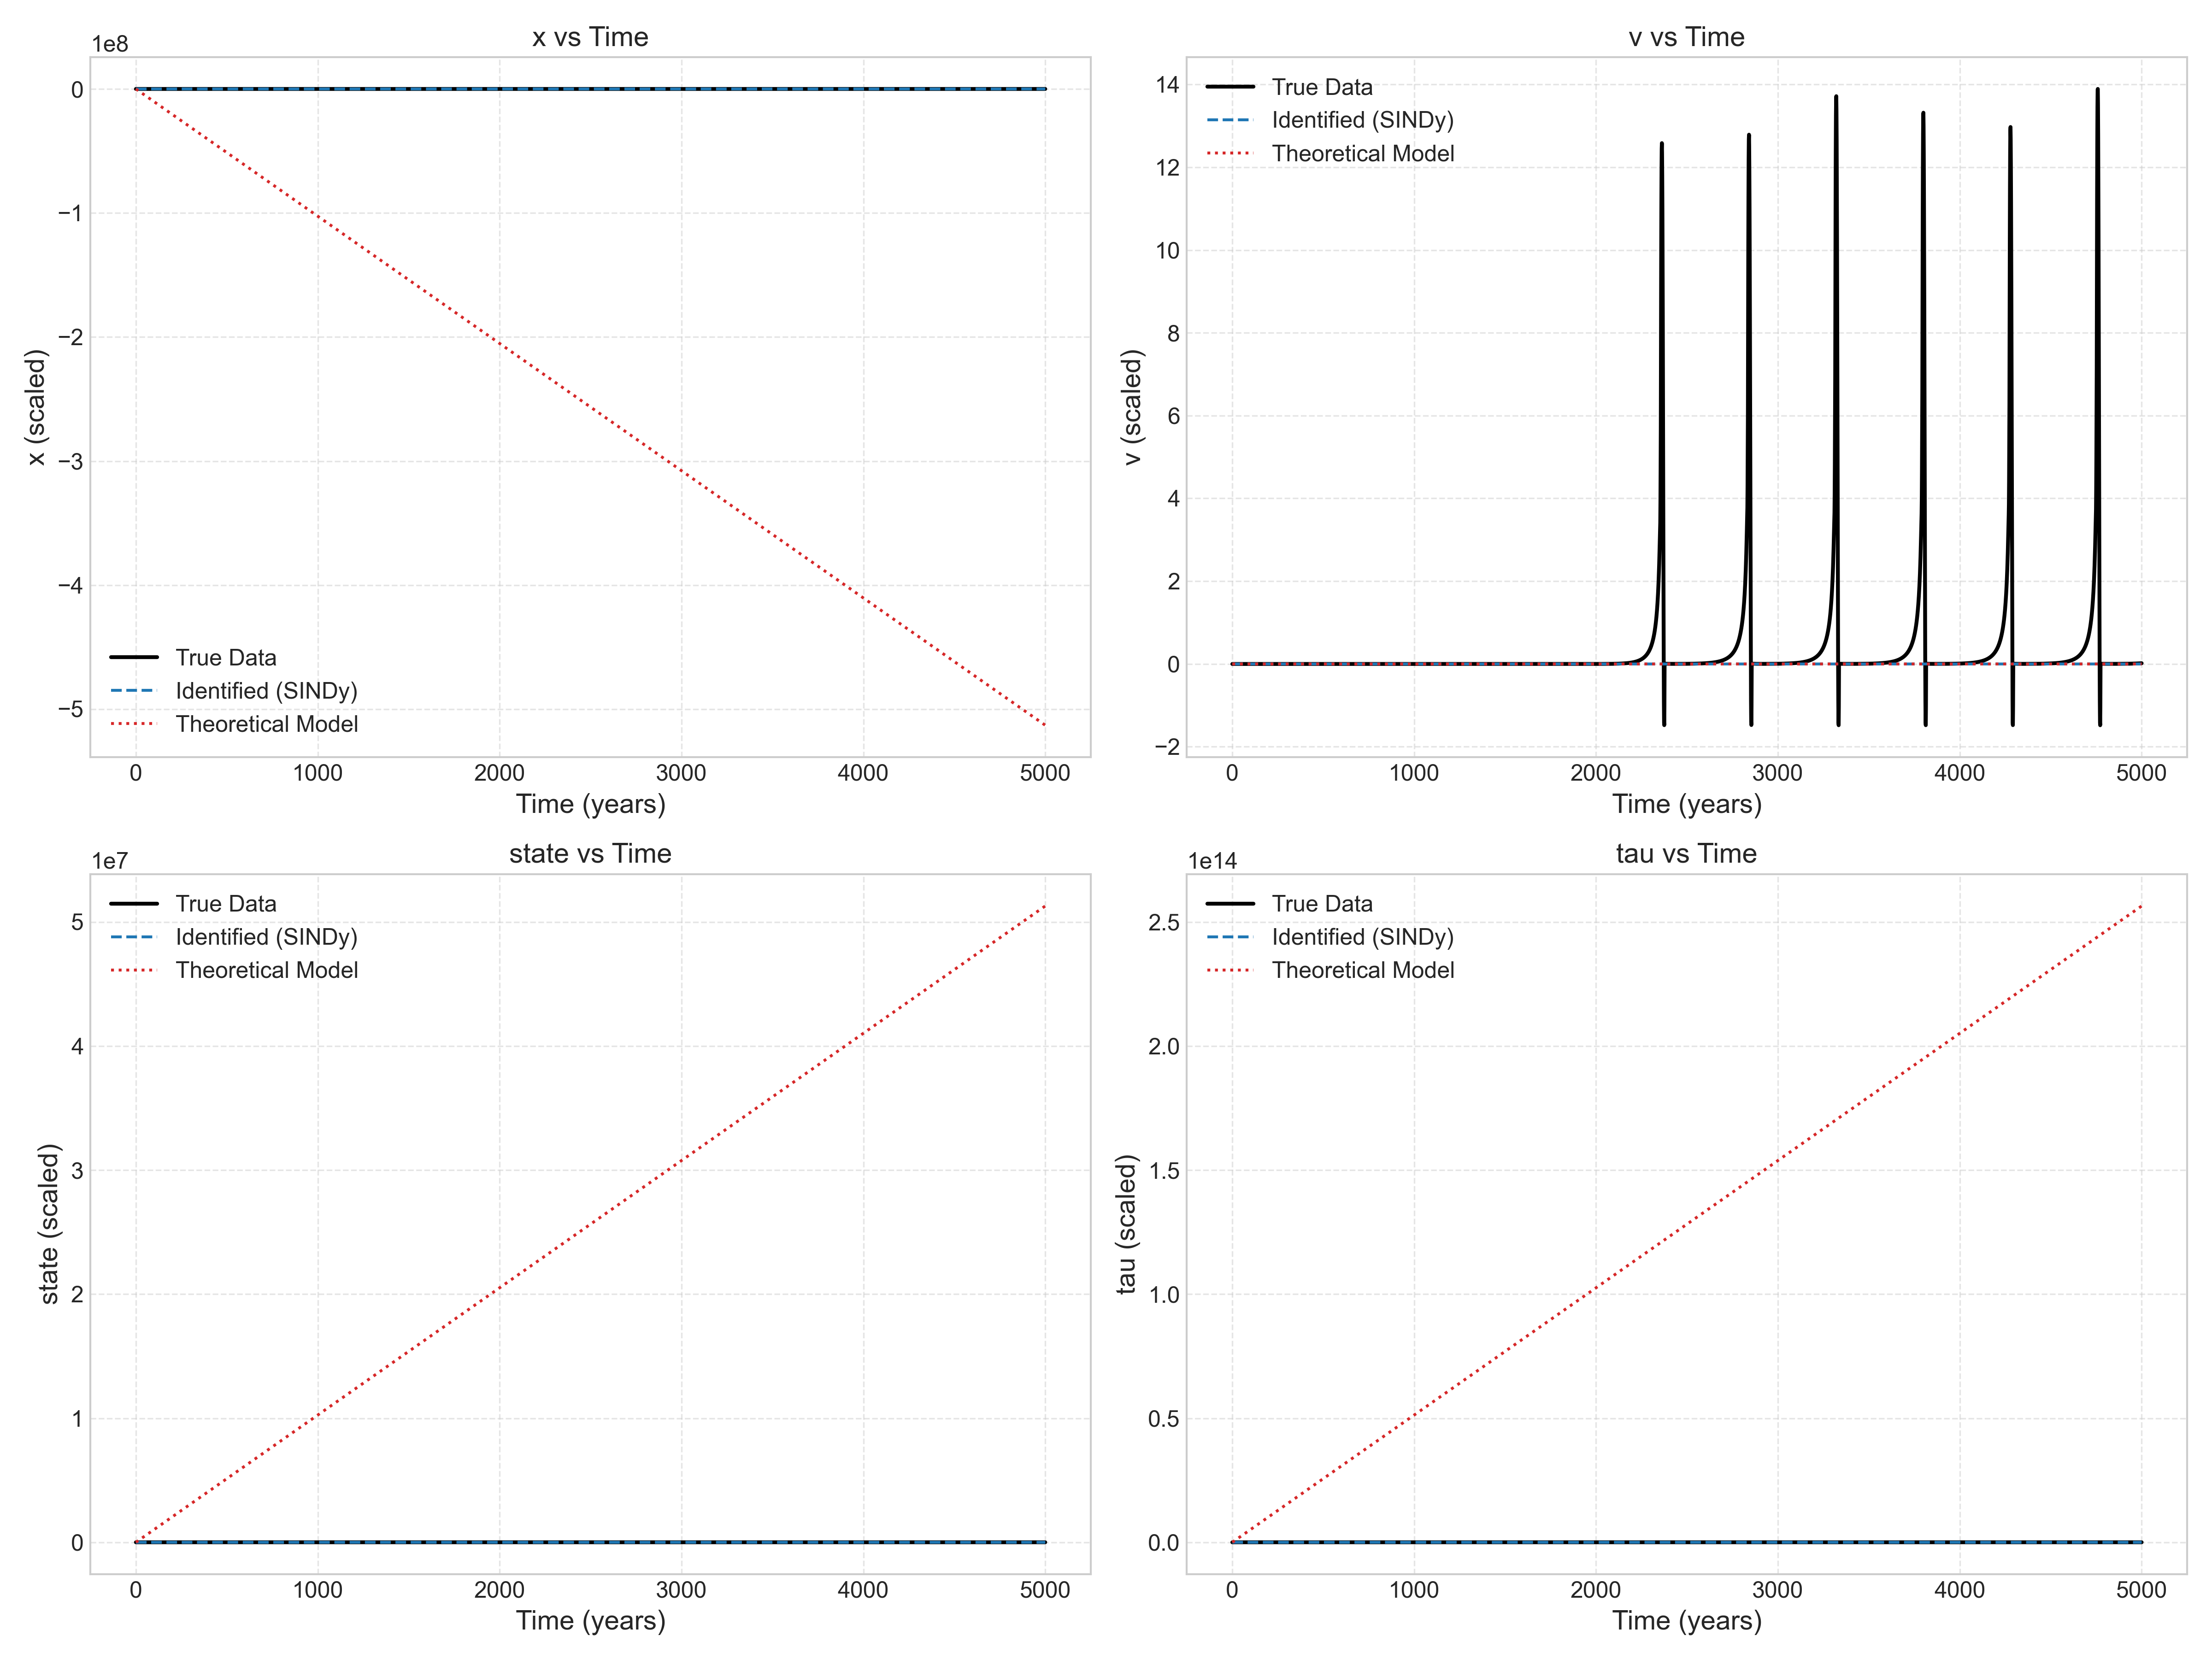 x vs Time
1e8
0
−1
−2
−3
−4
−5
x (scaled)
True Data
Identified (SINDy)
Theoretical Model
0 1000 2000 3000 4000 5000
Time (years)
v vs Time
14
12
10
8
6
4
2
0
−2
v (scaled)
True Data
Identified (SINDy)
Theoretical Model
0 1000 2000 3000 4000 5000
Time (years)
state vs Time
1e7
5
4
3
2
1
0
state (scaled)
True Data
Identified (SINDy)
Theoretical Model
0 1000 2000 3000 4000 5000
Time (years)
tau vs Time
1e14
2.5
2.0
1.5
1.0
0.5
0.0
tau (scaled)
True Data
Identified (SINDy)
Theoretical Model
0 1000 2000 3000 4000 5000
Time (years)